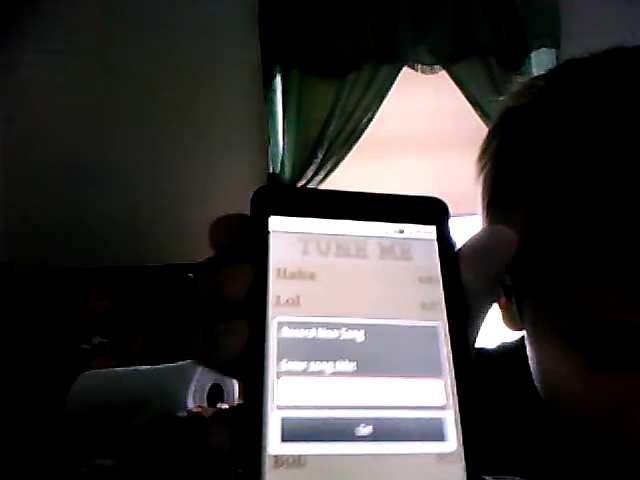 TUNE ME
Haha
Lol
Record New Song
Enter song title:
Bob